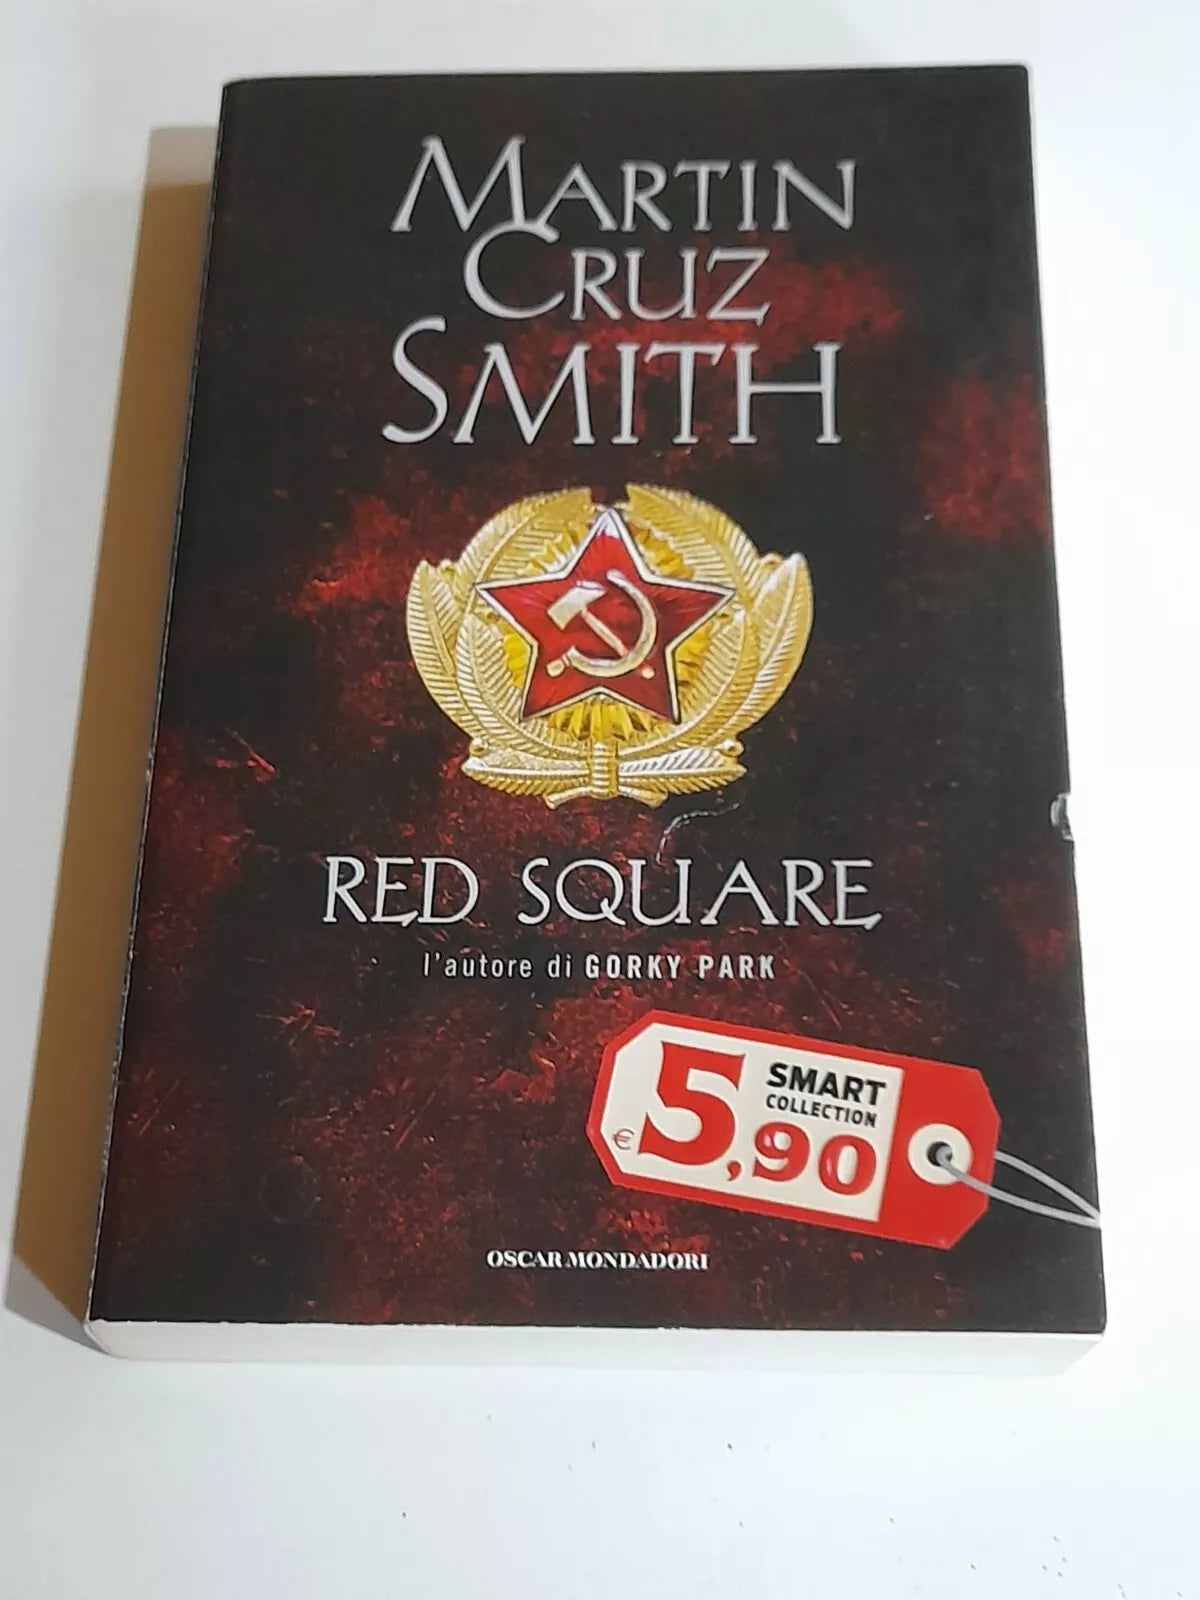 MARTIN
CRUZ
SMITH
RED SQUARE
l'autore di GORKY PARK
SMART
COLLECTION
€ 5,90
OSCAR MONDADORI